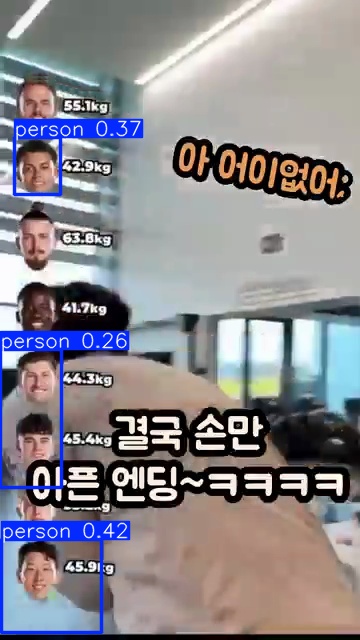 55.1kg
person 0.37
42.9kg
아 어이없어;
63.8kg
41.7kg
person 0.26
44.3kg
45.4kg
결국 손만
아픈 엔딩~ㅋㅋㅋㅋ
person 0.42
45.9kg